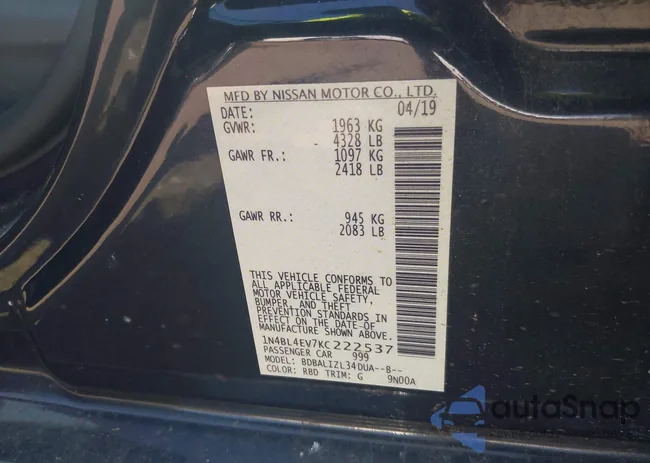 MFD BY NISSAN MOTOR CO., LTD.
DATE: 04/19
GVWR: 1963 KG
4328 LB
GAWR FR.: 1097 KG
2418 LB
GAWR RR.: 945 KG
2083 LB
THIS VEHICLE CONFORMS TO
ALL APPLICABLE FEDERAL
MOTOR VEHICLE SAFETY,
BUMPER, AND THEFT
PREVENTION STANDARDS IN
EFFECT ON THE DATE OF
MANUFACTURE SHOWN ABOVE.
1N4BL4EV7KC222537
PASSENGER CAR 999
MODEL: BDBALIZL34DUA--B--
COLOR: RBD TRIM: G 9N00A
autoSnap